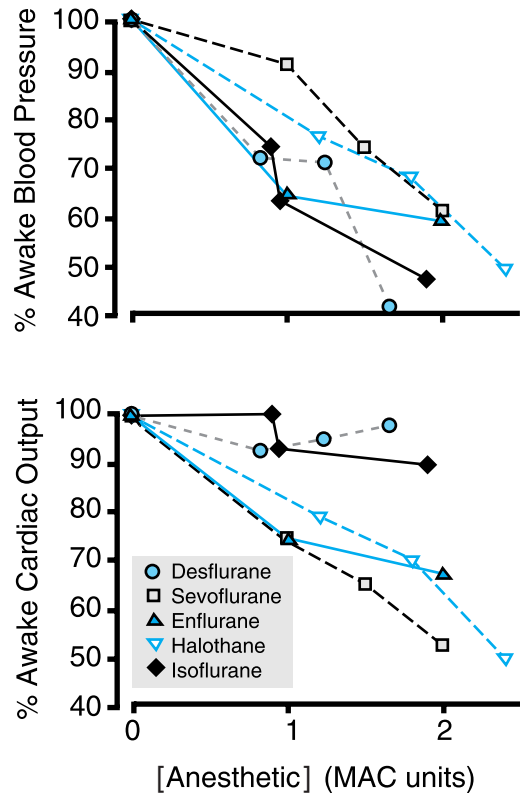 % Awake Blood Pressure
100
90
80
70
60
50
40
% Awake Cardiac Output
100
90
80
70
60
50
40
Desflurane
Sevoflurane
Enflurane
Halothane
Isoflurane
0 1 2
[Anesthetic] (MAC units)